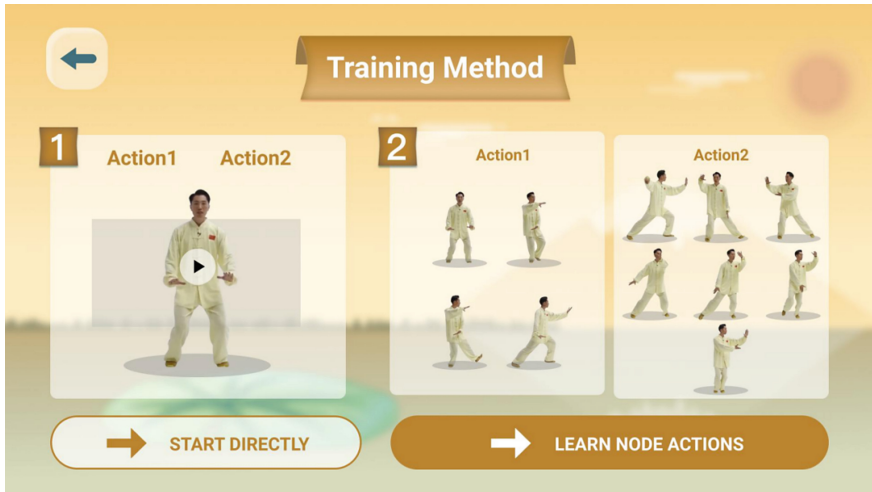 Training Method
1
Action1 Action2
2
Action1
Action2
START DIRECTLY
LEARN NODE ACTIONS